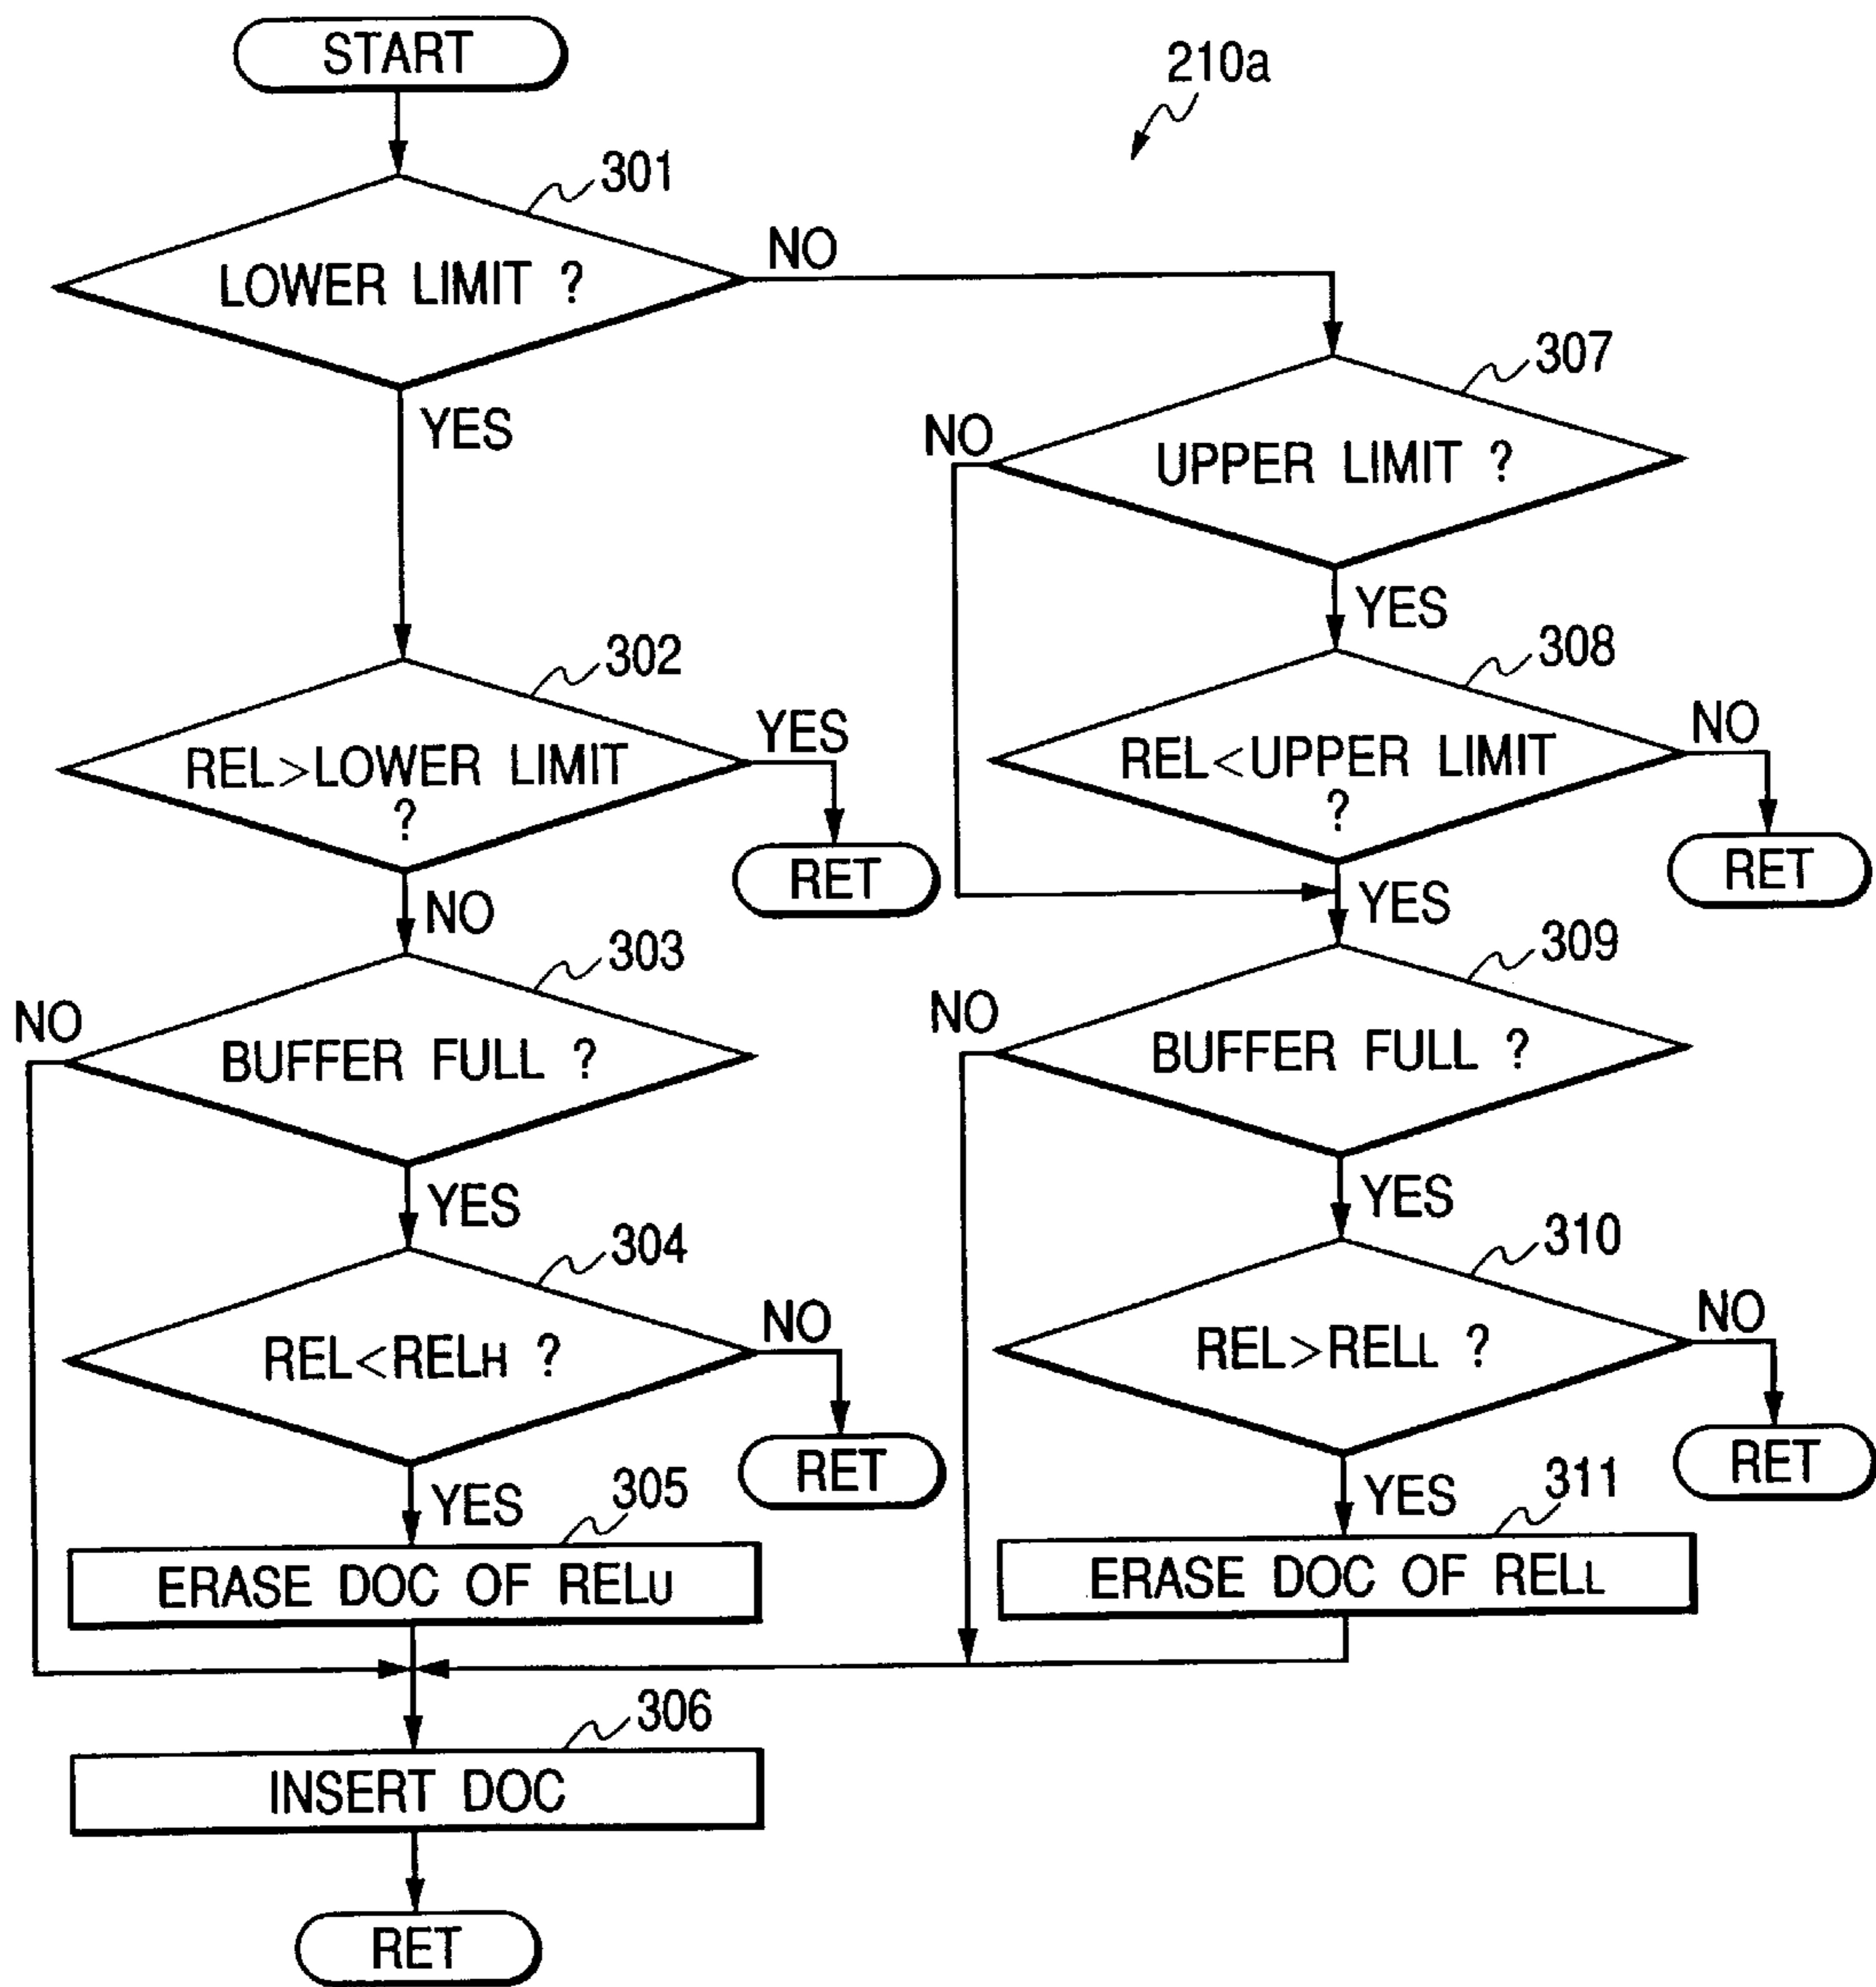 START
210a
301
LOWER LIMIT ?
NO
YES
307
UPPER LIMIT ?
NO
YES
302
REL>LOWER LIMIT
?
YES
RET
NO
308
REL<UPPER LIMIT
?
NO
RET
YES
303
BUFFER FULL ?
NO
YES
309
BUFFER FULL ?
NO
YES
304
REL<RELH ?
NO
RET
YES
310
REL>RELL ?
NO
RET
YES
305
ERASE DOC OF RELU
311
ERASE DOC OF RELL
306
INSERT DOC
RET